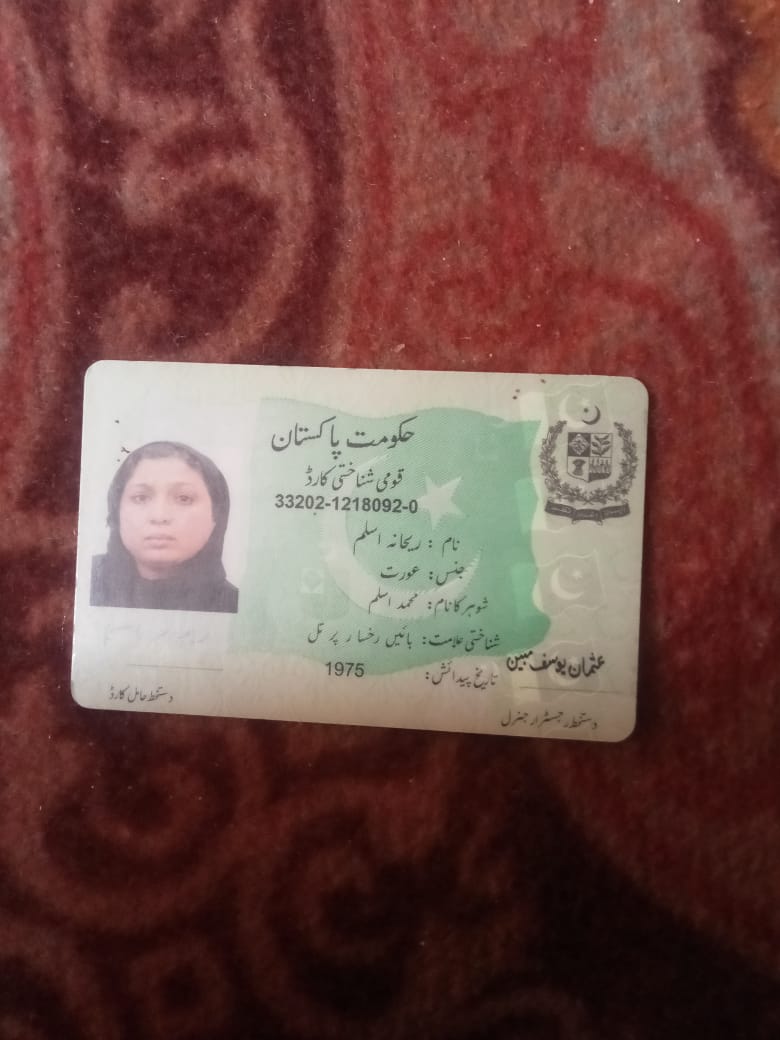 حکومت پاکستان
قومی شناختی کارڈ
33202-1218092-0
نام : ریحانہ اسلم
جنس: عورت
شوہر کا نام: محمد اسلم
شناختی علامت: بائیں رخسار پر تل
تاریخ پیدائش: 1975
عثمان یوسف مبین
دستخط حامل کارڈ
دستخط رجسٹرار جنرل